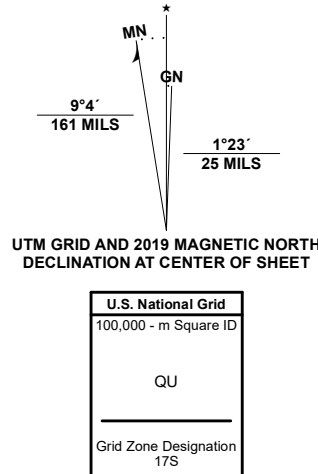 ★
MN
GN
9°4´
161 MILS
1°23´
25 MILS
UTM GRID AND 2019 MAGNETIC NORTH
DECLINATION AT CENTER OF SHEET
U.S. National Grid
100,000 - m Square ID
QU
Grid Zone Designation
17S